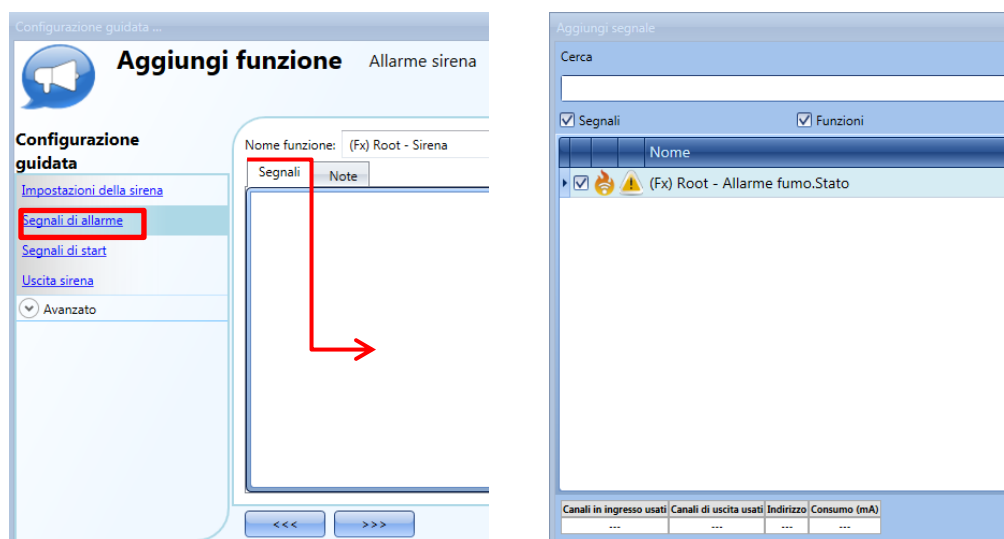 Configurazione guidata ...
Aggiungi funzione Allarme sirena
Configurazione
guidata
Impostazioni della sirena
Segnali di allarme
Segnali di start
Uscita sirena
Avanzato
Nome funzione: (Fx) Root - Sirena
Segnali Note
<<< >>>
Aggiungi segnale
Cerca
Segnali Funzioni
Nome
(Fx) Root - Allarme fumo.Stato
Canali in ingresso usati Canali di uscita usati Indirizzo Consumo (mA)
--- --- --- ---